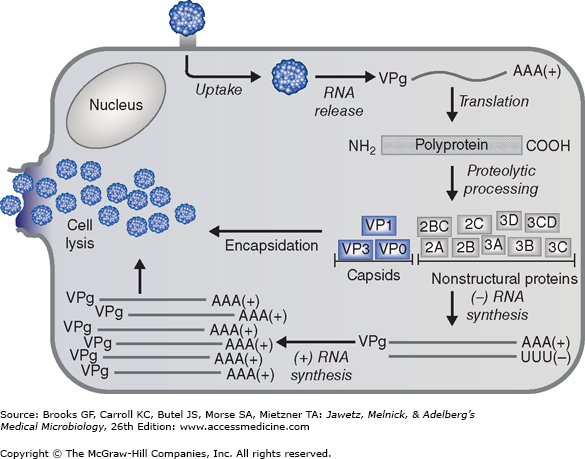 Nucleus
Uptake
RNA
release
VPg
AAA(+)
Translation
NH2
Polyprotein
COOH
Proteolytic
processing
VP1
VP3
VP0
Capsids
2BC
2C
3D
3CD
2A
2B
3A
3B
3C
Nonstructural proteins
Encapsidation
Cell
lysis
(–) RNA
synthesis
VPg
AAA(+)
UUU(–)
(+) RNA
synthesis
VPg AAA(+)
VPg AAA(+)
VPg AAA(+)
VPg AAA(+)
VPg AAA(+)
VPg AAA(+)
Source: Brooks GF, Carroll KC, Butel JS, Morse SA, Mietzner TA: Jawetz, Melnick, & Adelberg’s
Medical Microbiology, 26th Edition: www.accessmedicine.com
Copyright © The McGraw-Hill Companies, Inc. All rights reserved.